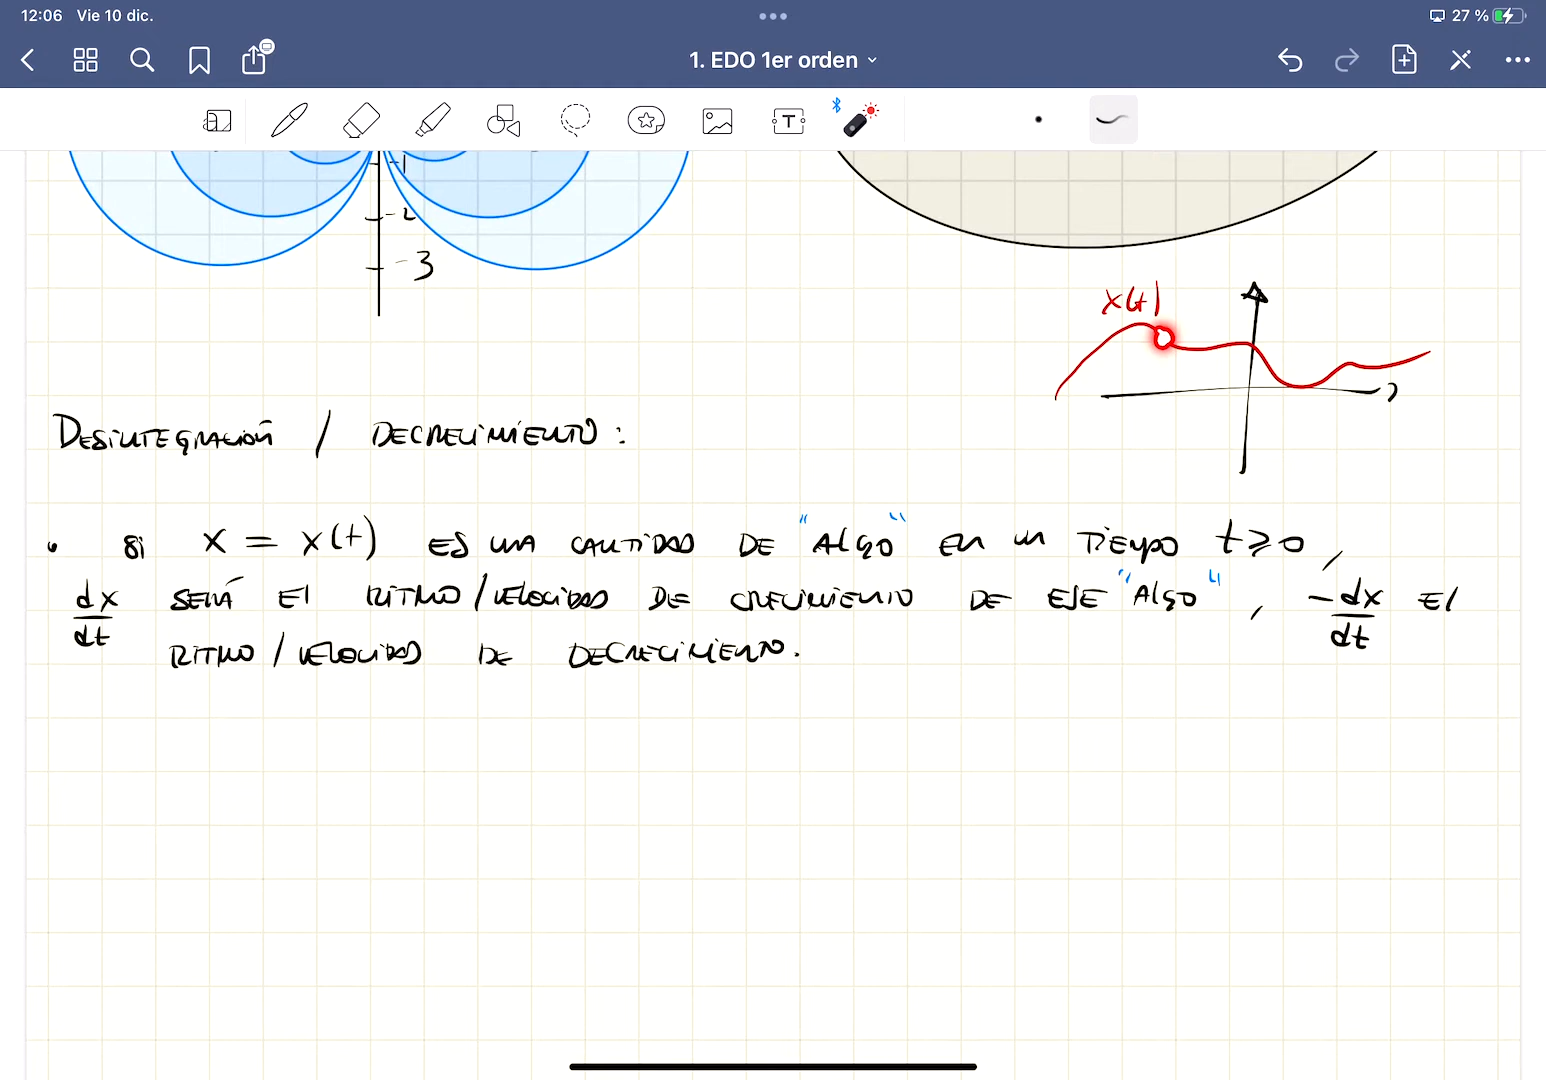 12:06 Vie 10 dic.
27 %
1. EDO 1er orden
-1
-2
-3
x(t)
DESINTEGRACIÓN / DECRECIMIENTO:
• SI x = x(t) ES UNA CANTIDAD DE "ALGO" EN UN TIEMPO t ⩾ 0,
dx/dt SERÁ EL RITMO/VELOCIDAD DE CRECIMIENTO DE ESE "ALGO", -dx/dt EL
RITMO/VELOCIDAD DE DECRECIMIENTO.